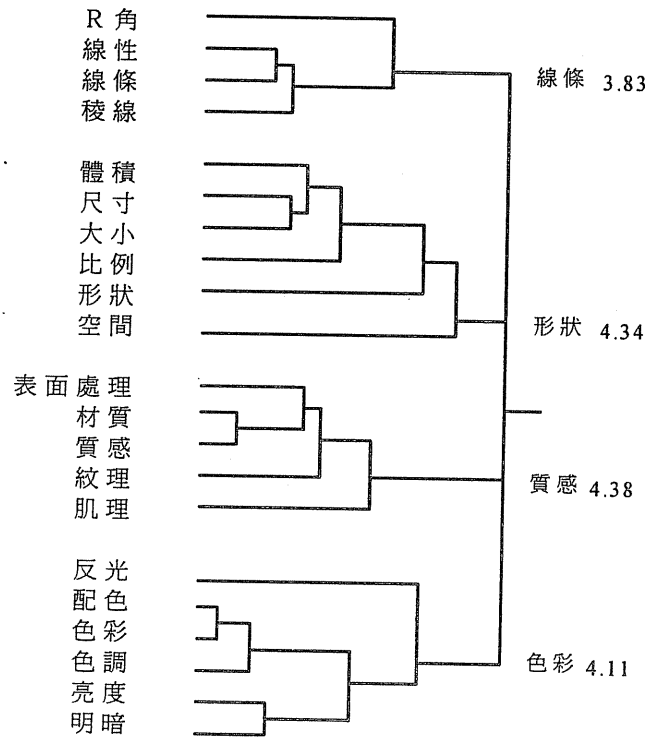 R角
線性
線條
稜線
線條 3.83
體積
尺寸
大小
比例
形狀
空間
形狀 4.34
表面處理
材質
質感
紋理
肌理
質感 4.38
反光
配色
色彩
色調
亮度
明暗
色彩 4.11